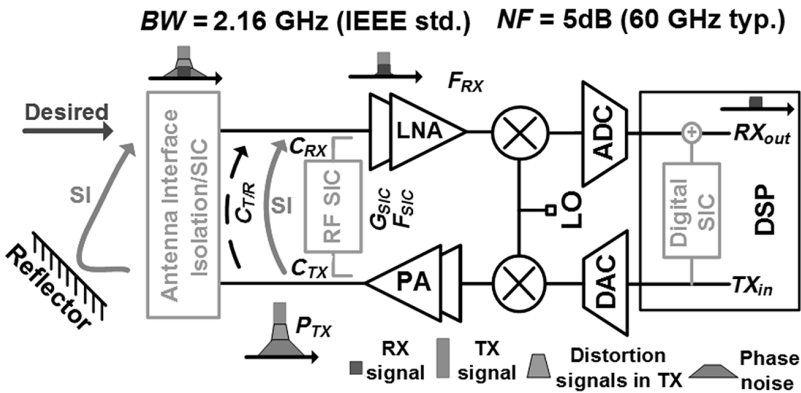 BW = 2.16 GHz (IEEE std.)
NF = 5dB (60 GHz typ.)
Desired
Antenna Interface
Isolation/SIC
SI
Reflector
C_T/R
SI
C_RX
RF SIC
C_TX
G_SIC
F_SIC
LNA
F_RX
PA
P_TX
LO
ADC
DAC
Digital
SIC
DSP
RX_out
TX_in
RX
signal
TX
signal
Distortion
signals in TX
Phase
noise